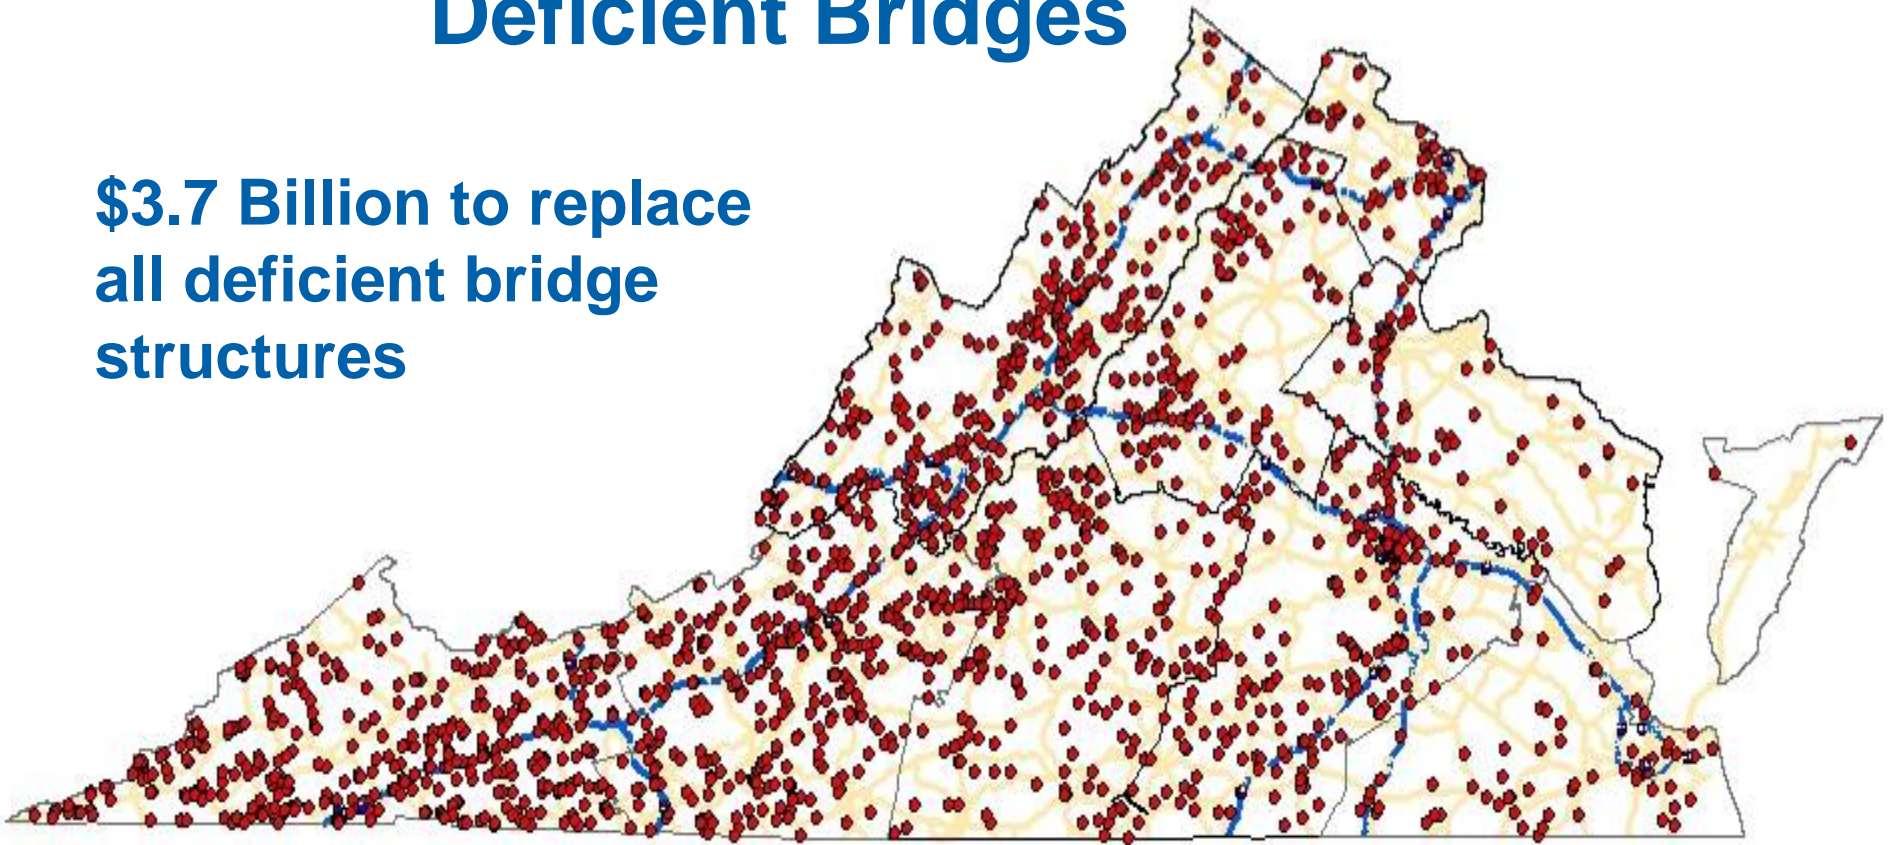 Deficient Bridges
$3.7 Billion to replace
all deficient bridge
structures